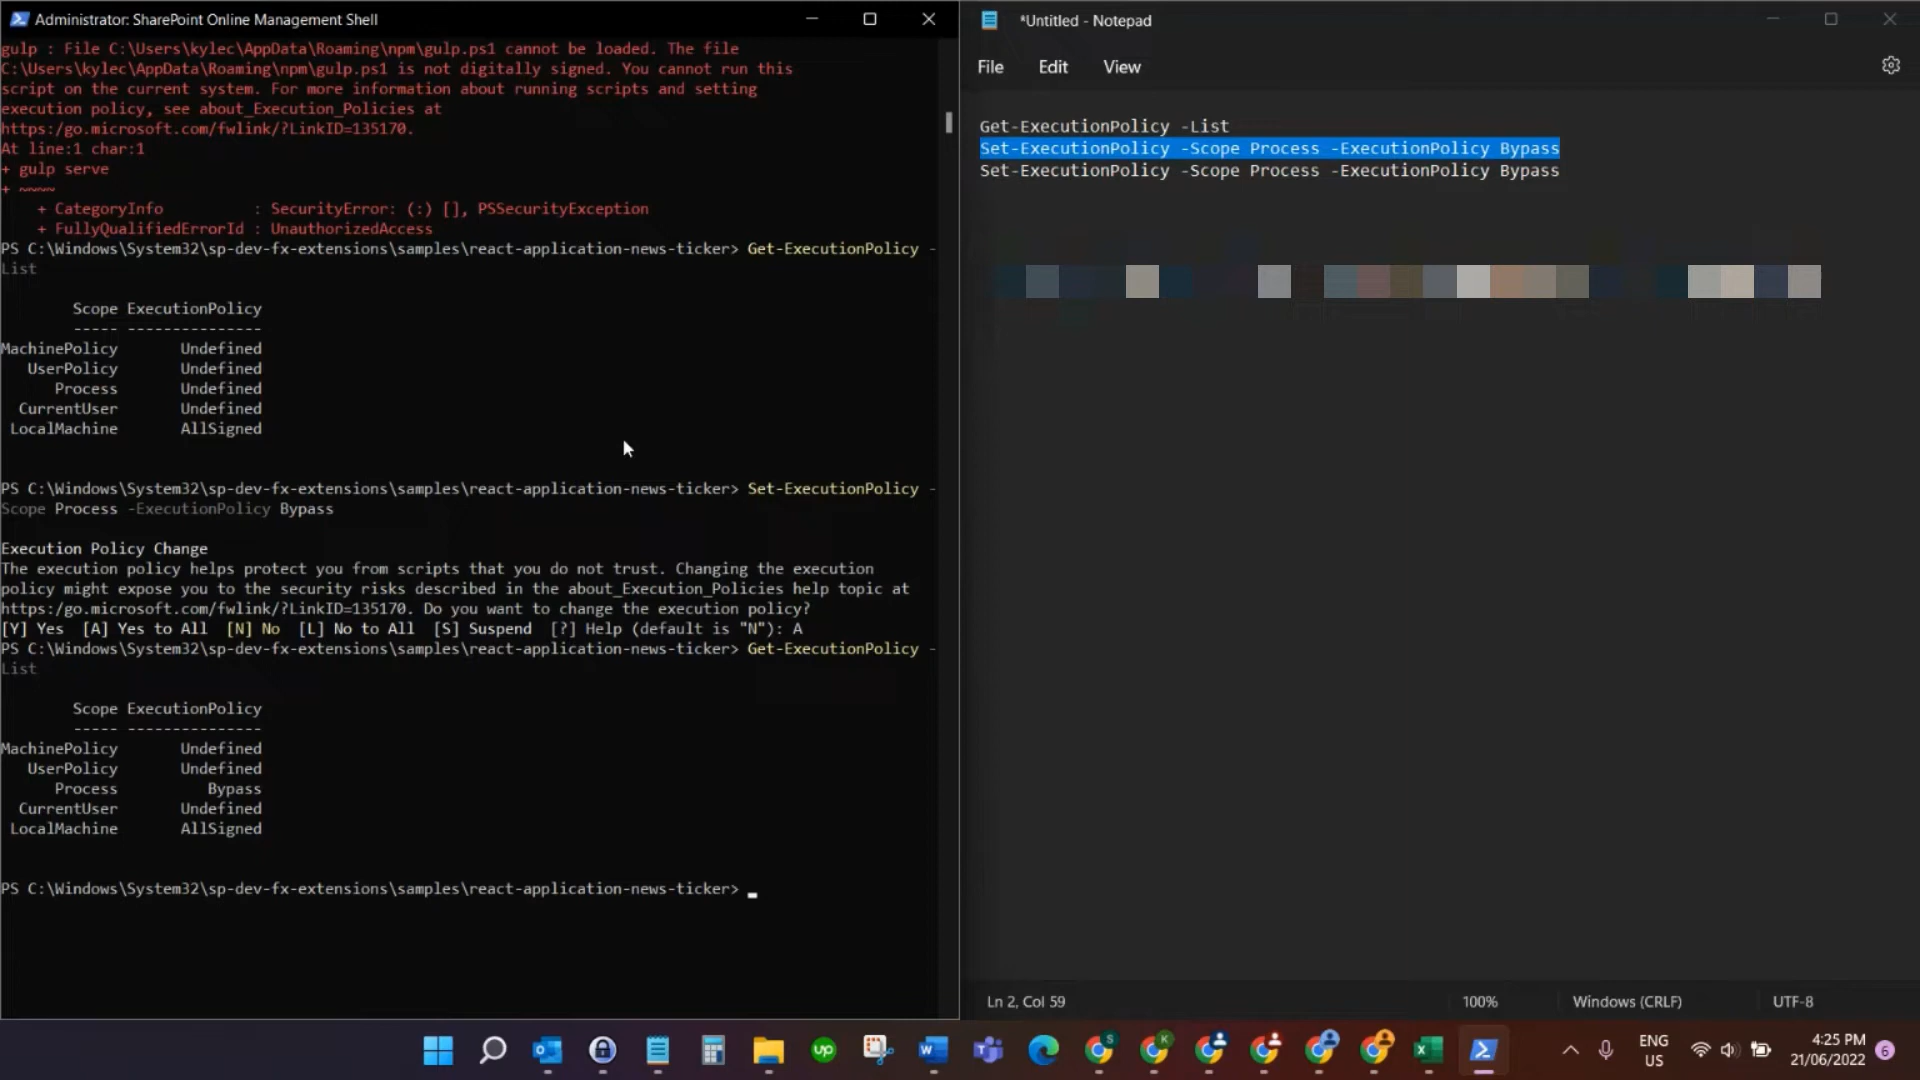 Administrator: SharePoint Online Management Shell
gulp : File C:\Users\kylec\AppData\Roaming\npm\gulp.ps1 cannot be loaded. The file
C:\Users\kylec\AppData\Roaming\npm\gulp.ps1 is not digitally signed. You cannot run this
script on the current system. For more information about running scripts and setting
execution policy, see about_Execution_Policies at
https:/go.microsoft.com/fwlink/?LinkID=135170.
At line:1 char:1
+ gulp serve
+ ~~~~
+ CategoryInfo : SecurityError: (:) [], PSSecurityException
+ FullyQualifiedErrorId : UnauthorizedAccess
PS C:\Windows\System32\sp-dev-fx-extensions\samples\react-application-news-ticker> Get-ExecutionPolicy -
List
Scope ExecutionPolicy
----- ---------------
MachinePolicy Undefined
UserPolicy Undefined
Process Undefined
CurrentUser Undefined
LocalMachine AllSigned
PS C:\Windows\System32\sp-dev-fx-extensions\samples\react-application-news-ticker> Set-ExecutionPolicy -
Scope Process -ExecutionPolicy Bypass
Execution Policy Change
The execution policy helps protect you from scripts that you do not trust. Changing the execution
policy might expose you to the security risks described in the about_Execution_Policies help topic at
https:/go.microsoft.com/fwlink/?LinkID=135170. Do you want to change the execution policy?
[Y] Yes [A] Yes to All [N] No [L] No to All [S] Suspend [?] Help (default is "N"): A
PS C:\Windows\System32\sp-dev-fx-extensions\samples\react-application-news-ticker> Get-ExecutionPolicy -
List
Scope ExecutionPolicy
----- ---------------
MachinePolicy Undefined
UserPolicy Undefined
Process Bypass
CurrentUser Undefined
LocalMachine AllSigned
PS C:\Windows\System32\sp-dev-fx-extensions\samples\react-application-news-ticker>
*Untitled - Notepad
File Edit View
Get-ExecutionPolicy -List
Set-ExecutionPolicy -Scope Process -ExecutionPolicy Bypass
Set-ExecutionPolicy -Scope Process -ExecutionPolicy Bypass
Ln 2, Col 59 100% Windows (CRLF) UTF-8
up
S
K
ENG
US
4:25 PM
21/06/2022
6